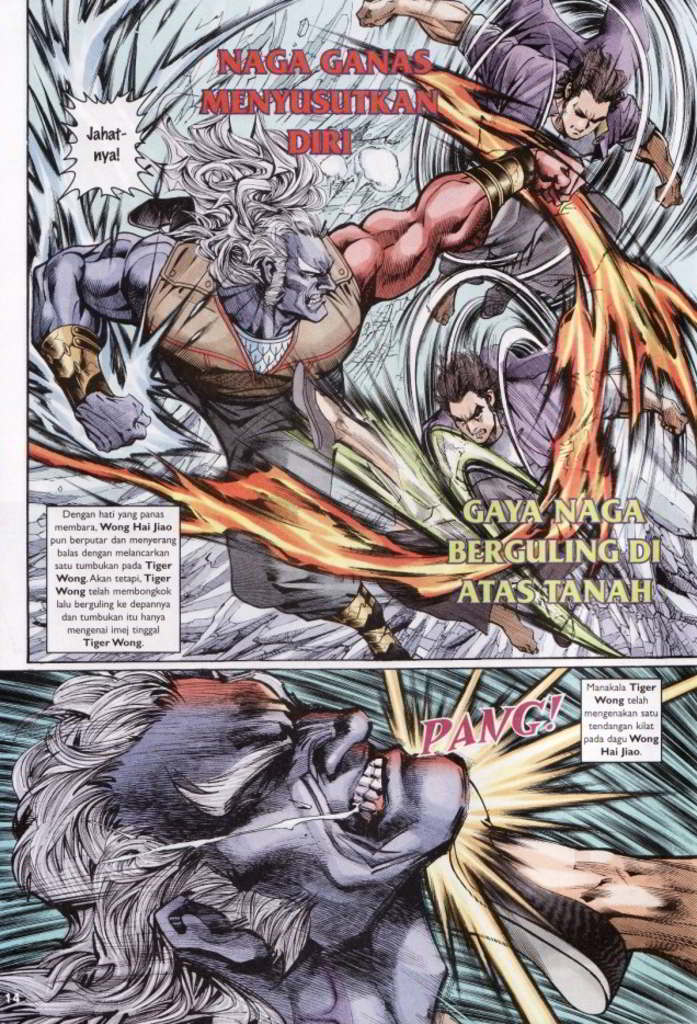 NAGA GANAS
MENYUSUTKAN
DIRI
Jahat-
nya!
Dengan hati yang panas
membara, Wong Hai Jiao
pun berputar dan menyerang
balas dengan melancarkan
satu tumbukan pada Tiger
Wong. Akan tetapi, Tiger
Wong telah membongkok
lalu berguling ke depannya
dan tumbukan itu hanya
mengenai imej tinggal
Tiger Wong.
GAYA NAGA
BERGULING DI
ATAS TANAH
PANG!
Manakala Tiger
Wong telah
mengenakan satu
tendangan kilat
pada dagu Wong
Hai Jiao.
14